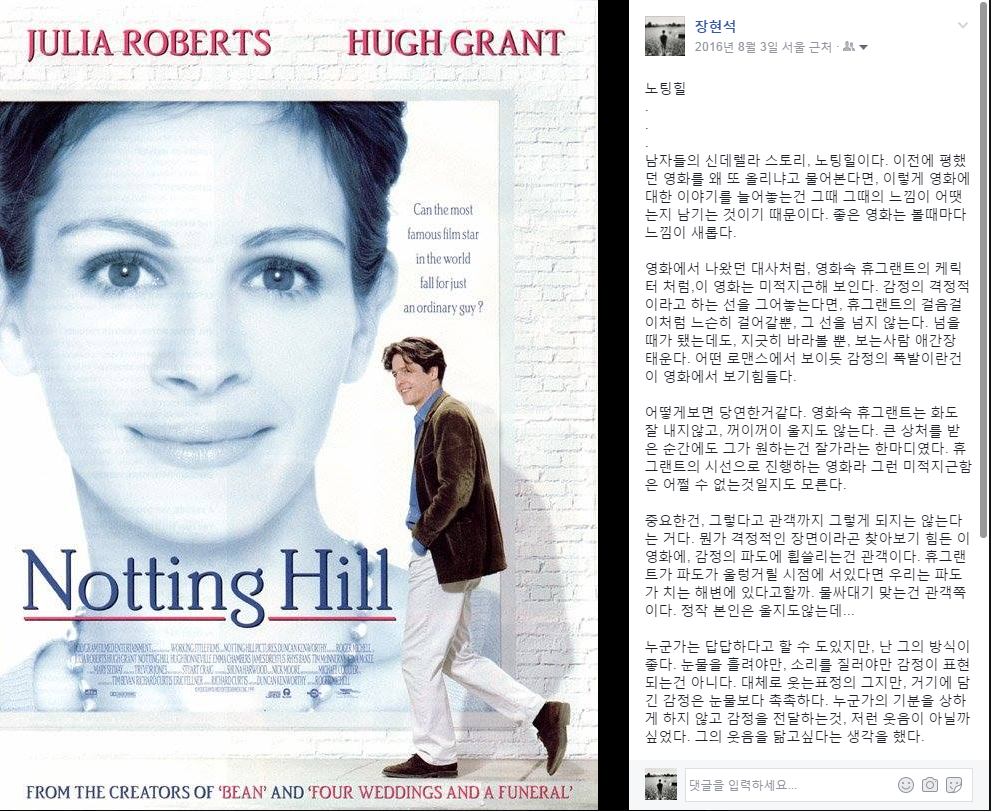 JULIA ROBERTS HUGH GRANT
Can the most
famous film star
in the world
fall for just
an ordinary guy?
Notting Hill
FROM THE CREATORS OF 'BEAN' AND 'FOUR WEDDINGS AND A FUNERAL'
장현석
2016년 8월 3일 서울 근처 ·
노팅힐
.
.
.
남자들의 신데렐라 스토리, 노팅힐이다. 이전에 평했
던 영화를 왜 또 올리냐고 물어본다면, 이렇게 영화에
대한 이야기를 늘어놓는건 그때 그때의 느낌이 어땟
는지 남기는 것이기 때문이다. 좋은 영화는 볼때마다
느낌이 새롭다.
영화에서 나왔던 대사처럼, 영화속 휴그랜트의 케릭
터 처럼,이 영화는 미적지근해 보인다. 감정의 격정적
이라고 하는 선을 그어놓는다면, 휴그랜트의 걸음걸
이처럼 느슨히 걸어갈뿐, 그 선을 넘지 않는다. 넘을
때가 됐는데도, 지긋히 바라볼 뿐, 보는사람 애간장
태운다. 어떤 로맨스에서 보이듯 감정의 폭발이란건
이 영화에서 보기힘들다.
어떻게보면 당연한거같다. 영화속 휴그랜트는 화도
잘 내지않고, 꺼이꺼이 울지도 않는다. 큰 상처를 받
은 순간에도 그가 원하는건 잘가라는 한마디였다. 휴
그랜트의 시선으로 진행하는 영화라 그런 미적지근함
은 어쩔 수 없는것일지도 모른다.
중요한건, 그렇다고 관객까지 그렇게 되지는 않는다
는 거다. 뭔가 격정적인 장면이라곤 찾아보기 힘든 이
영화에, 감정의 파도에 휩쓸리는건 관객이다. 휴그랜
트가 파도가 울렁거릴 시점에 서있다면 우리는 파도
가 치는 해변에 있다고할까. 물싸대기 맞는건 관객쪽
이다. 정작 본인은 울지도않는데...
누군가는 답답하다고 할 수 도있지만, 난 그의 방식이
좋다. 눈물을 흘려야만, 소리를 질러야만 감정이 표현
되는건 아니다. 대체로 웃는표정의 그지만, 거기에 담
긴 감정은 눈물보다 촉촉하다. 누군가의 기분을 상하
게 하지 않고 감정을 전달하는것, 저런 웃음이 아닐까
싶었다. 그의 웃음을 닮고싶다는 생각을 했다.
댓글을 입력하세요...